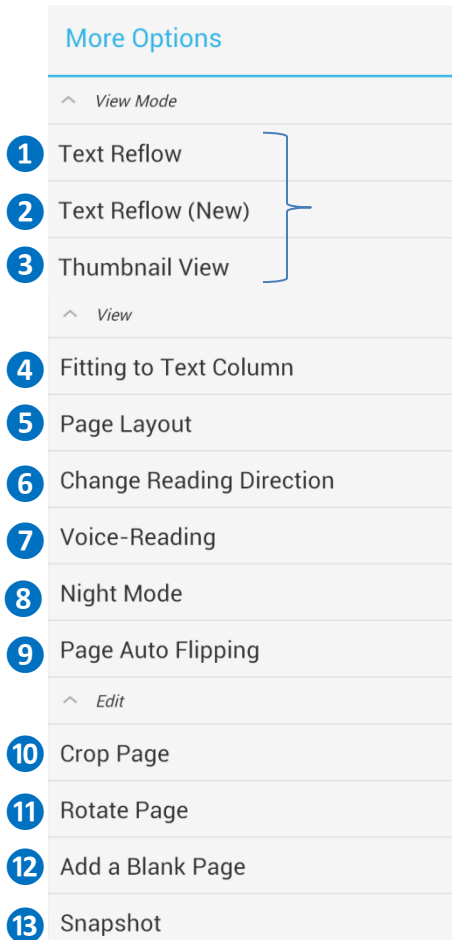 More Options
View Mode
1 Text Reflow
2 Text Reflow (New)
3 Thumbnail View
View
4 Fitting to Text Column
5 Page Layout
6 Change Reading Direction
7 Voice-Reading
8 Night Mode
9 Page Auto Flipping
Edit
10 Crop Page
11 Rotate Page
12 Add a Blank Page
13 Snapshot